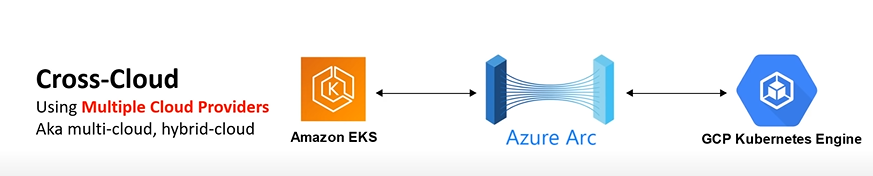 Cross-Cloud
Using Multiple Cloud Providers
Aka multi-cloud, hybrid-cloud
K
Amazon EKS
Azure Arc
GCP Kubernetes Engine